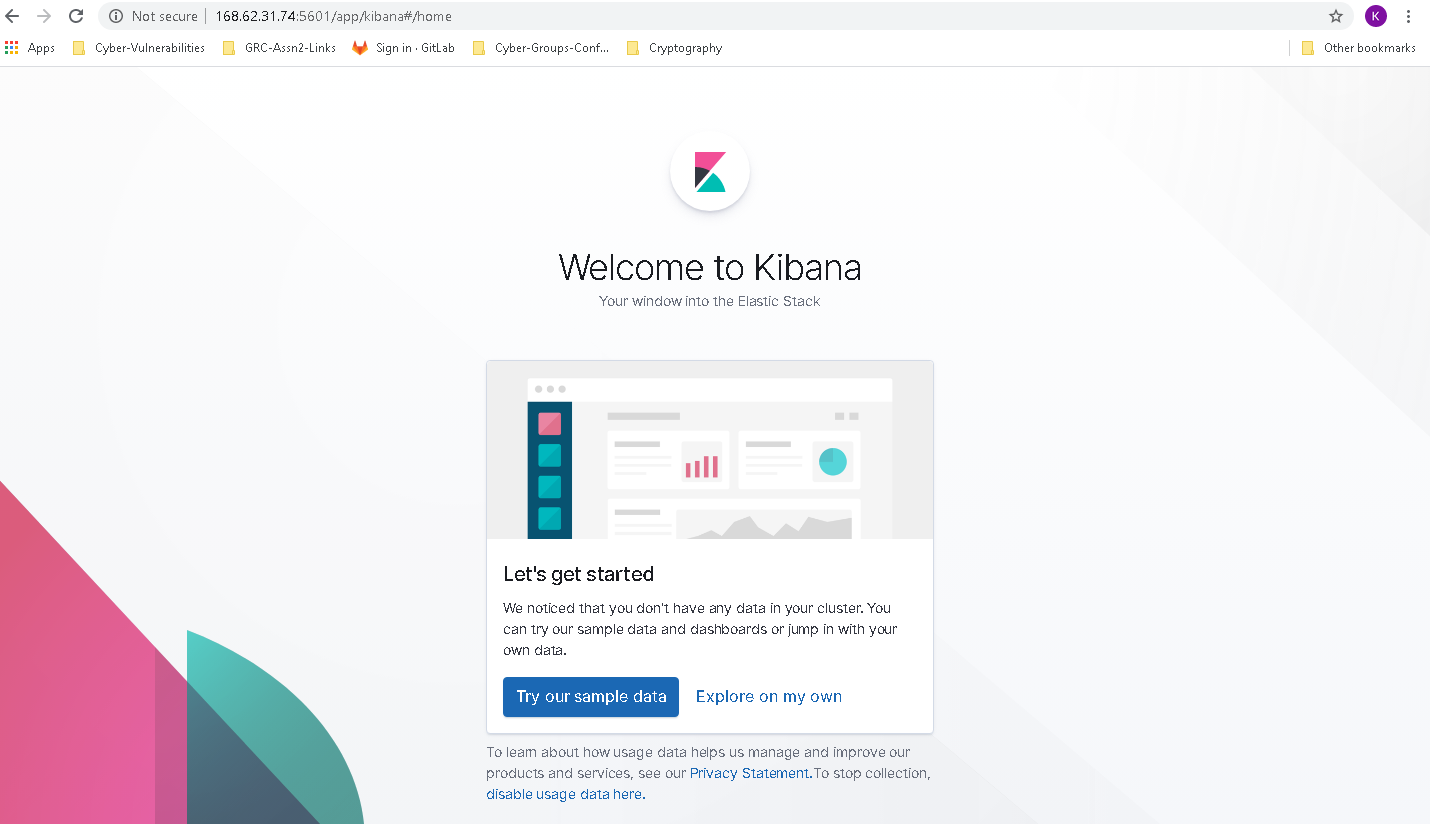 Not secure 168.62.31.74:5601/app/kibana#/home K
Apps Cyber-Vulnerabilities GRC-Assn2-Links Sign in · GitLab Cyber-Groups-Conf... Cryptography Other bookmarks
Welcome to Kibana
Your window into the Elastic Stack
Let's get started
We noticed that you don't have any data in your cluster. You
can try our sample data and dashboards or jump in with your
own data.
Try our sample data Explore on my own
To learn about how usage data helps us manage and improve our
products and services, see our Privacy Statement.To stop collection,
disable usage data here.